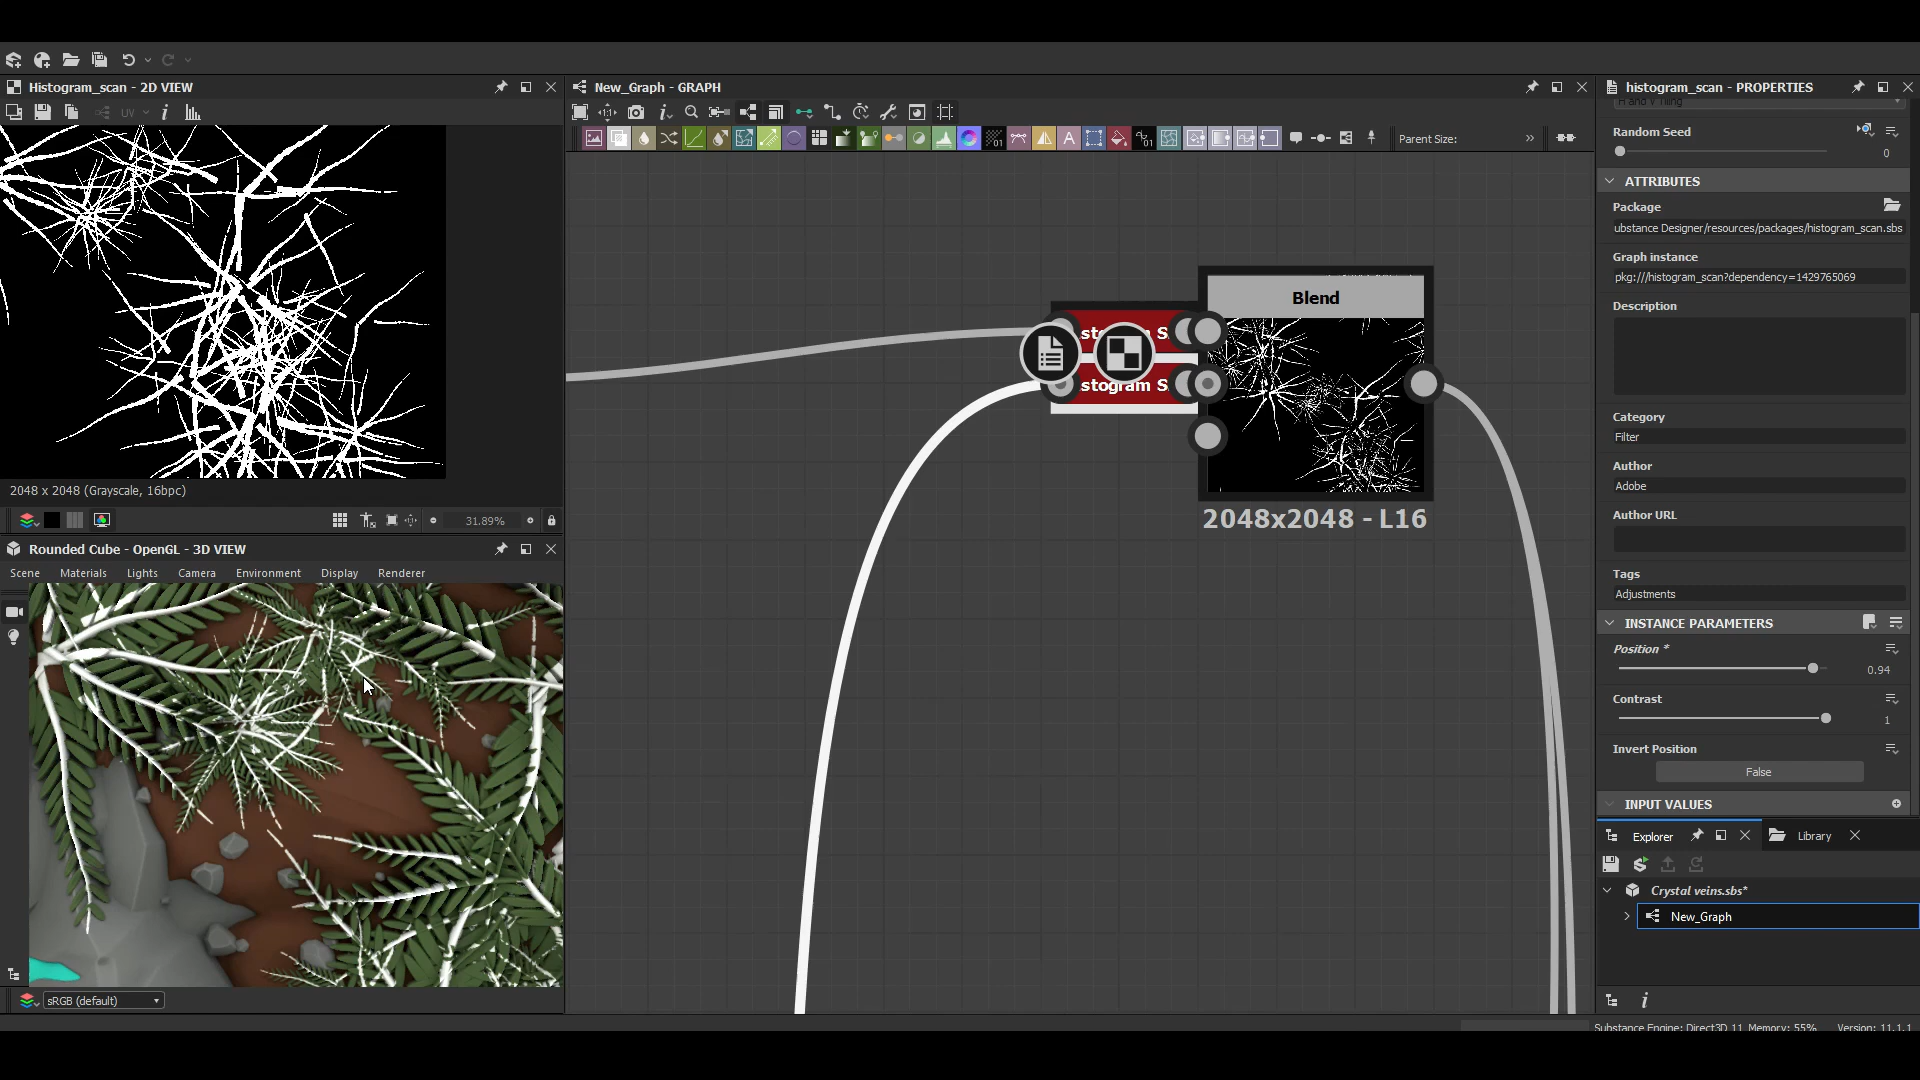 Histogram_scan - 2D VIEW
UV
2048 x 2048 (Grayscale, 16bpc)
31.89%
Rounded Cube - OpenGL - 3D VIEW
Scene
Materials
Lights
Camera
Environment
Display
Renderer
sRGB (default)
New_Graph - GRAPH
Parent Size:
Blend
stogram S
2048x2048 - L16
histogram_scan - PROPERTIES
H and V Tiling
Random Seed
0
ATTRIBUTES
Package
ubstance Designer/resources/packages/histogram_scan.sbs
Graph instance
pkg:///histogram_scan?dependency=1429765069
Description
Category
Filter
Author
Adobe
Author URL
Tags
Adjustments
INSTANCE PARAMETERS
Position *
0.94
Contrast
1
Invert Position
False
INPUT VALUES
Explorer
Library
Crystal veins.sbs*
New_Graph
Substance Engine: Direct3D 11 Memory: 55%
Version: 11.1.1